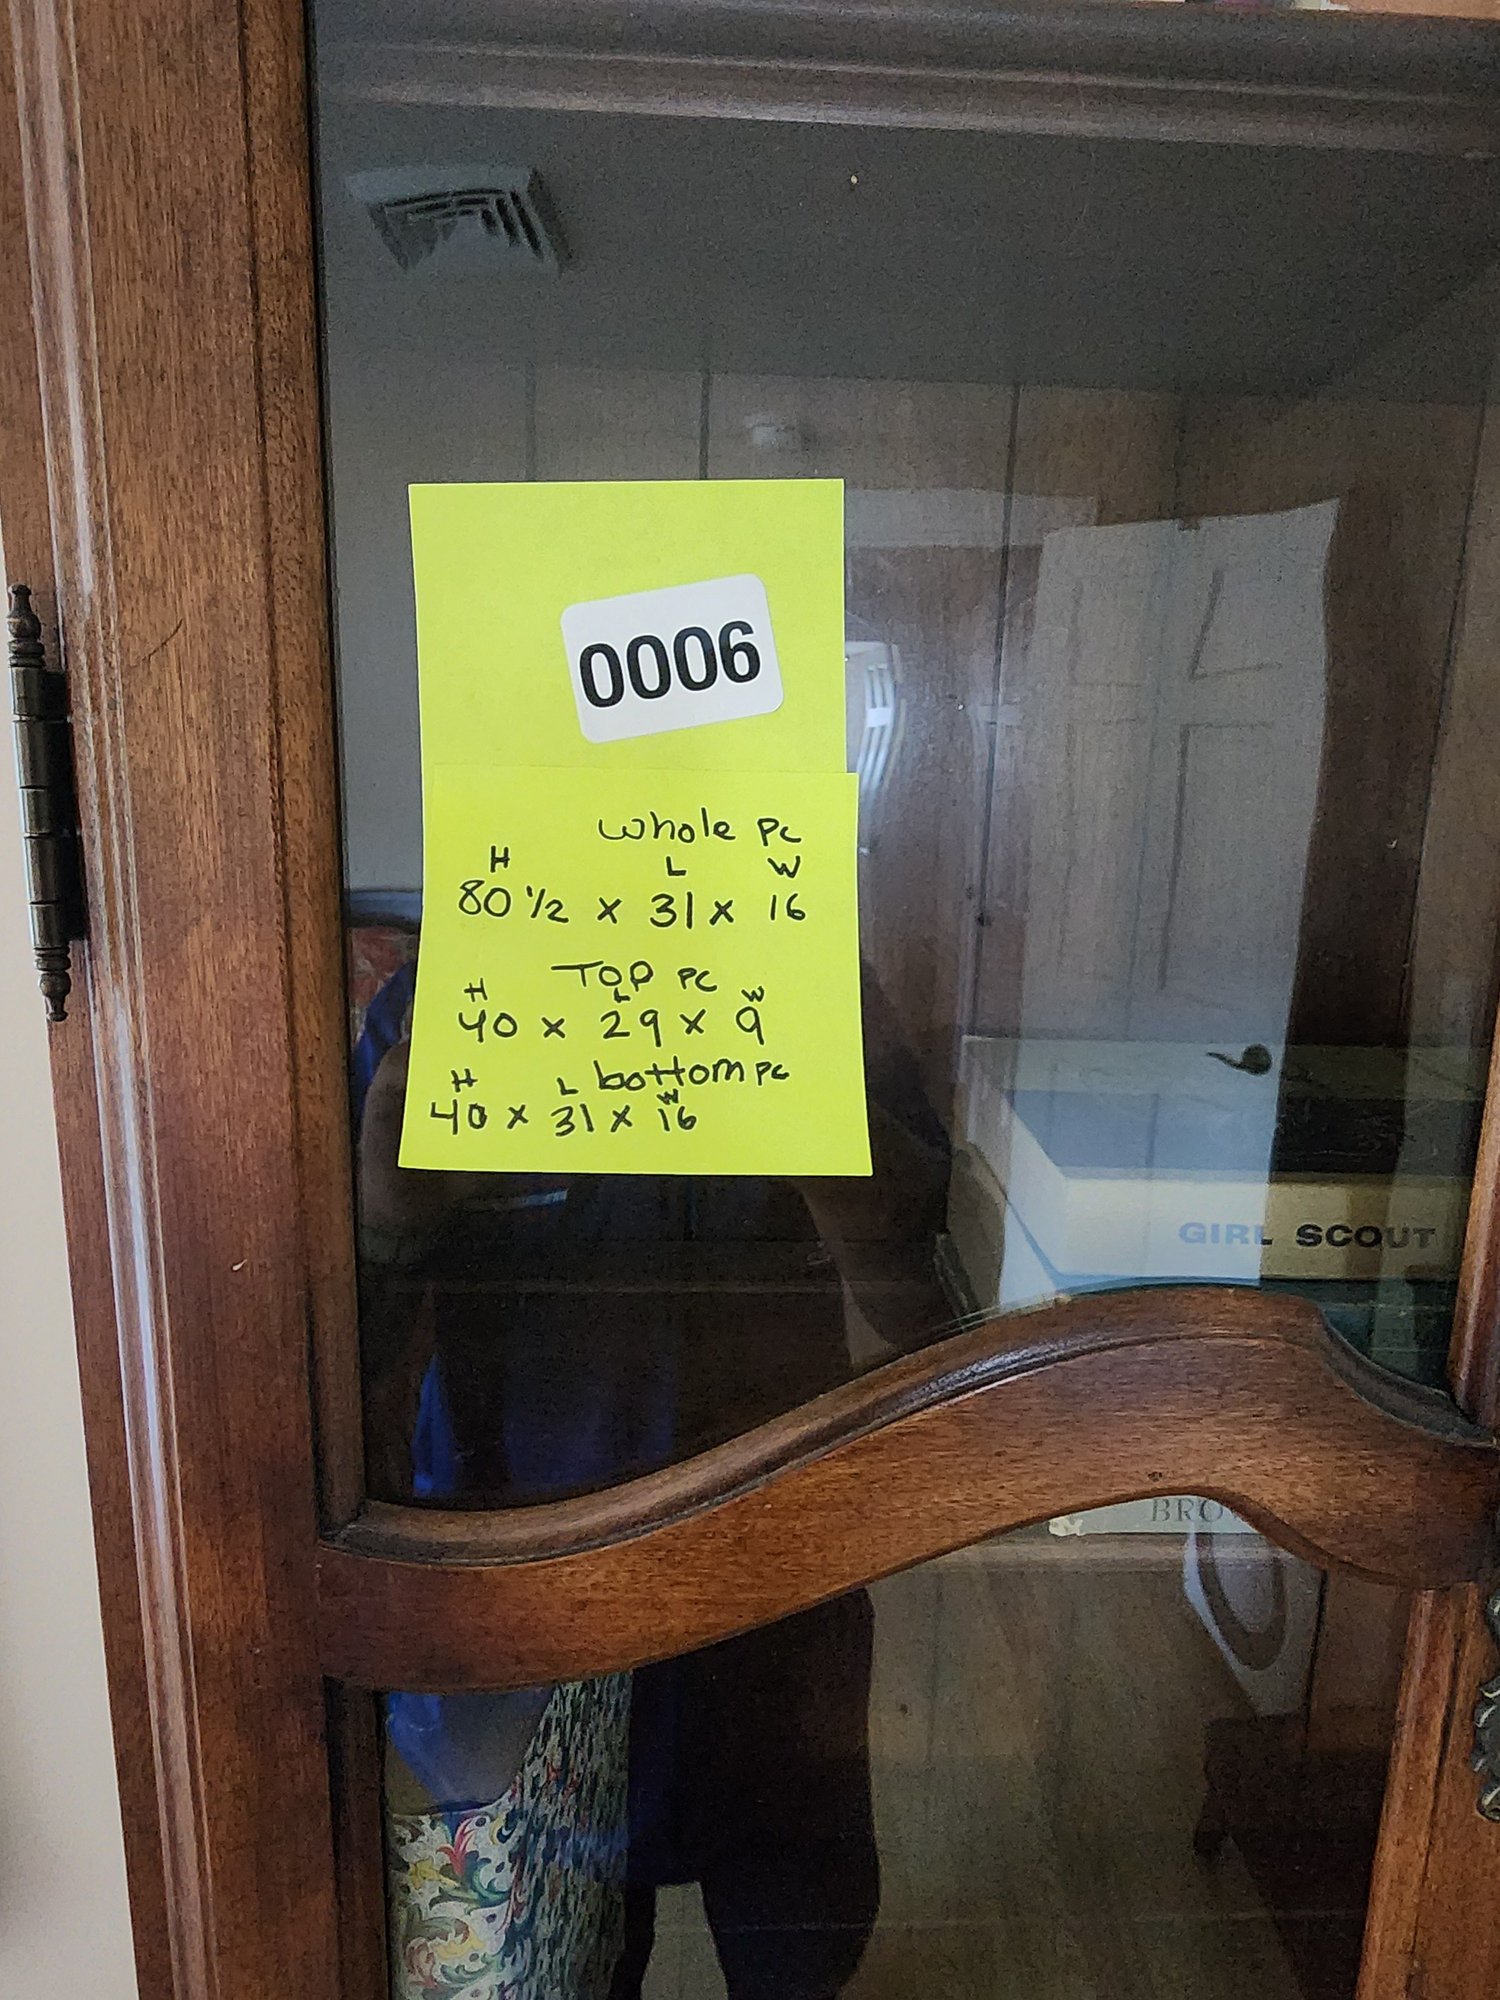 0006
Whole PC
H L W
80 1/2 x 31 x 16
TOP PC
H L W
40 x 29 x 9
bottom PC
H L W
40 x 31 x 16
GIRL SCOUT